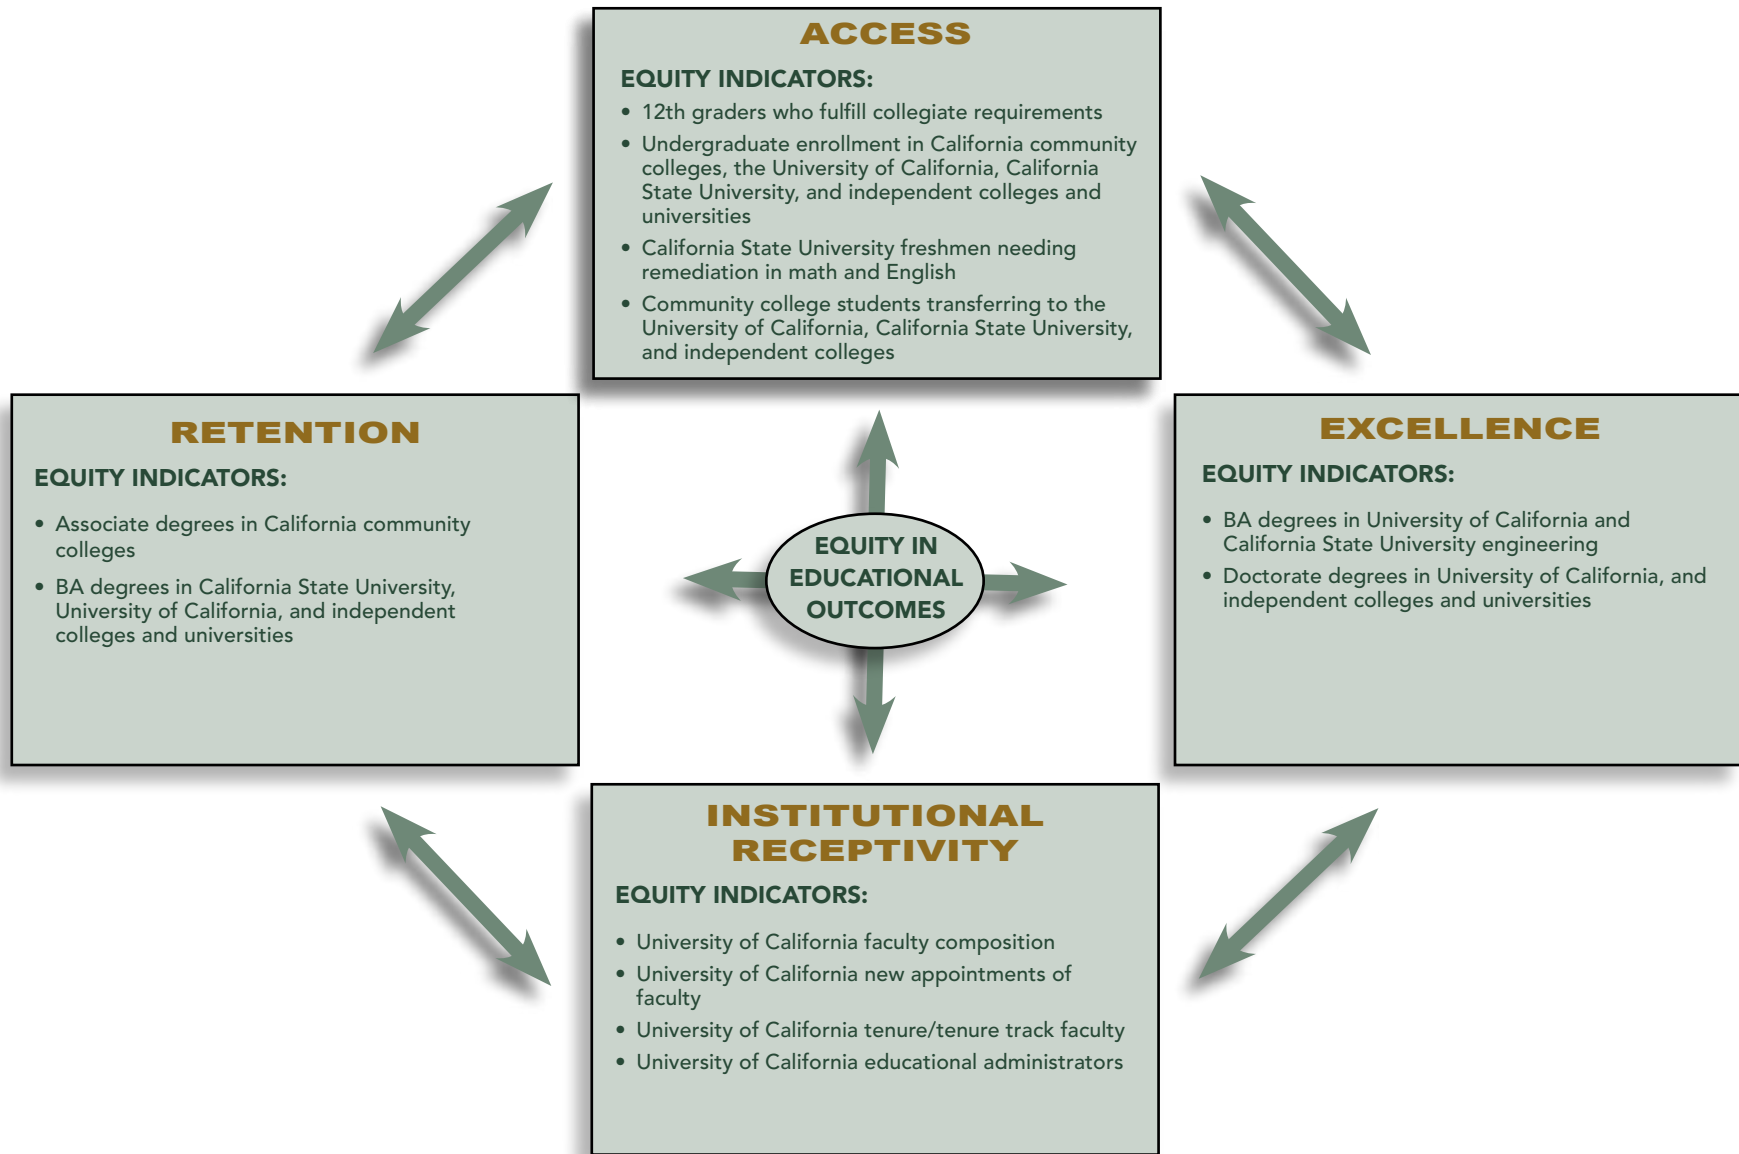 ACCESS
EQUITY INDICATORS:
• 12th graders who fulfill collegiate requirements
• Undergraduate enrollment in California community
colleges, the University of California, California
State University, and independent colleges and
universities
• California State University freshmen needing
remediation in math and English
• Community college students transferring to the
University of California, California State University,
and independent colleges
RETENTION
EQUITY INDICATORS:
• Associate degrees in California community
colleges
• BA degrees in California State University,
University of California, and independent
colleges and universities
EQUITY IN
EDUCATIONAL
OUTCOMES
EXCELLENCE
EQUITY INDICATORS:
• BA degrees in University of California and
California State University engineering
• Doctorate degrees in University of California, and
independent colleges and universities
INSTITUTIONAL
RECEPTIVITY
EQUITY INDICATORS:
• University of California faculty composition
• University of California new appointments of
faculty
• University of California tenure/tenure track faculty
• University of California educational administrators